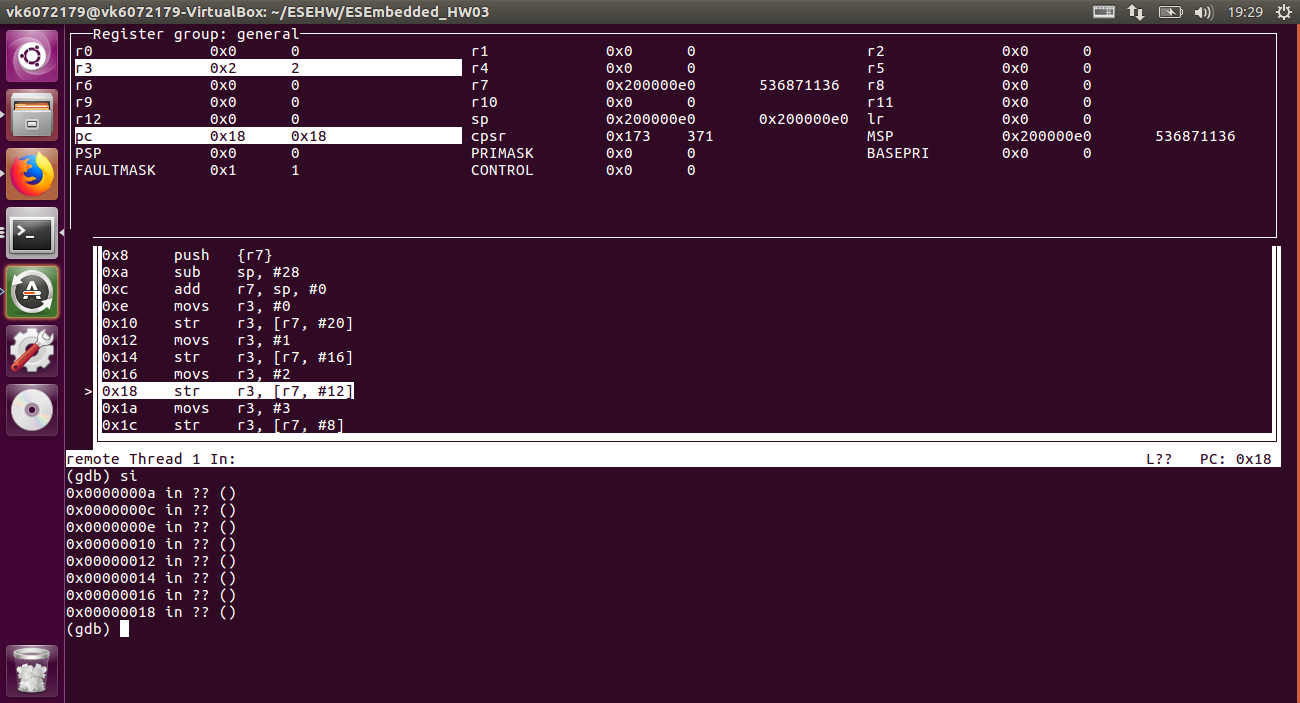 vk6072179@vk6072179-VirtualBox: ~/ESEHW/ESEmbedded_HW03 19:29
Register group: general
r0 0x0 0 r1 0x0 0 r2 0x0 0
r3 0x2 2 r4 0x0 0 r5 0x0 0
r6 0x0 0 r7 0x200000e0 536871136 r8 0x0 0
r9 0x0 0 r10 0x0 0 r11 0x0 0
r12 0x0 0 sp 0x200000e0 0x200000e0 lr 0x0 0
pc 0x18 0x18 cpsr 0x173 371 MSP 0x200000e0 536871136
PSP 0x0 0 PRIMASK 0x0 0 BASEPRI 0x0 0
FAULTMASK 0x1 1 CONTROL 0x0 0
0x8 push {r7}
0xa sub sp, #28
0xc add r7, sp, #0
0xe movs r3, #0
0x10 str r3, [r7, #20]
0x12 movs r3, #1
0x14 str r3, [r7, #16]
0x16 movs r3, #2
>0x18 str r3, [r7, #12]
0x1a movs r3, #3
0x1c str r3, [r7, #8]
remote Thread 1 In: L?? PC: 0x18
(gdb) si
0x0000000a in ?? ()
0x0000000c in ?? ()
0x0000000e in ?? ()
0x00000010 in ?? ()
0x00000012 in ?? ()
0x00000014 in ?? ()
0x00000016 in ?? ()
0x00000018 in ?? ()
(gdb)